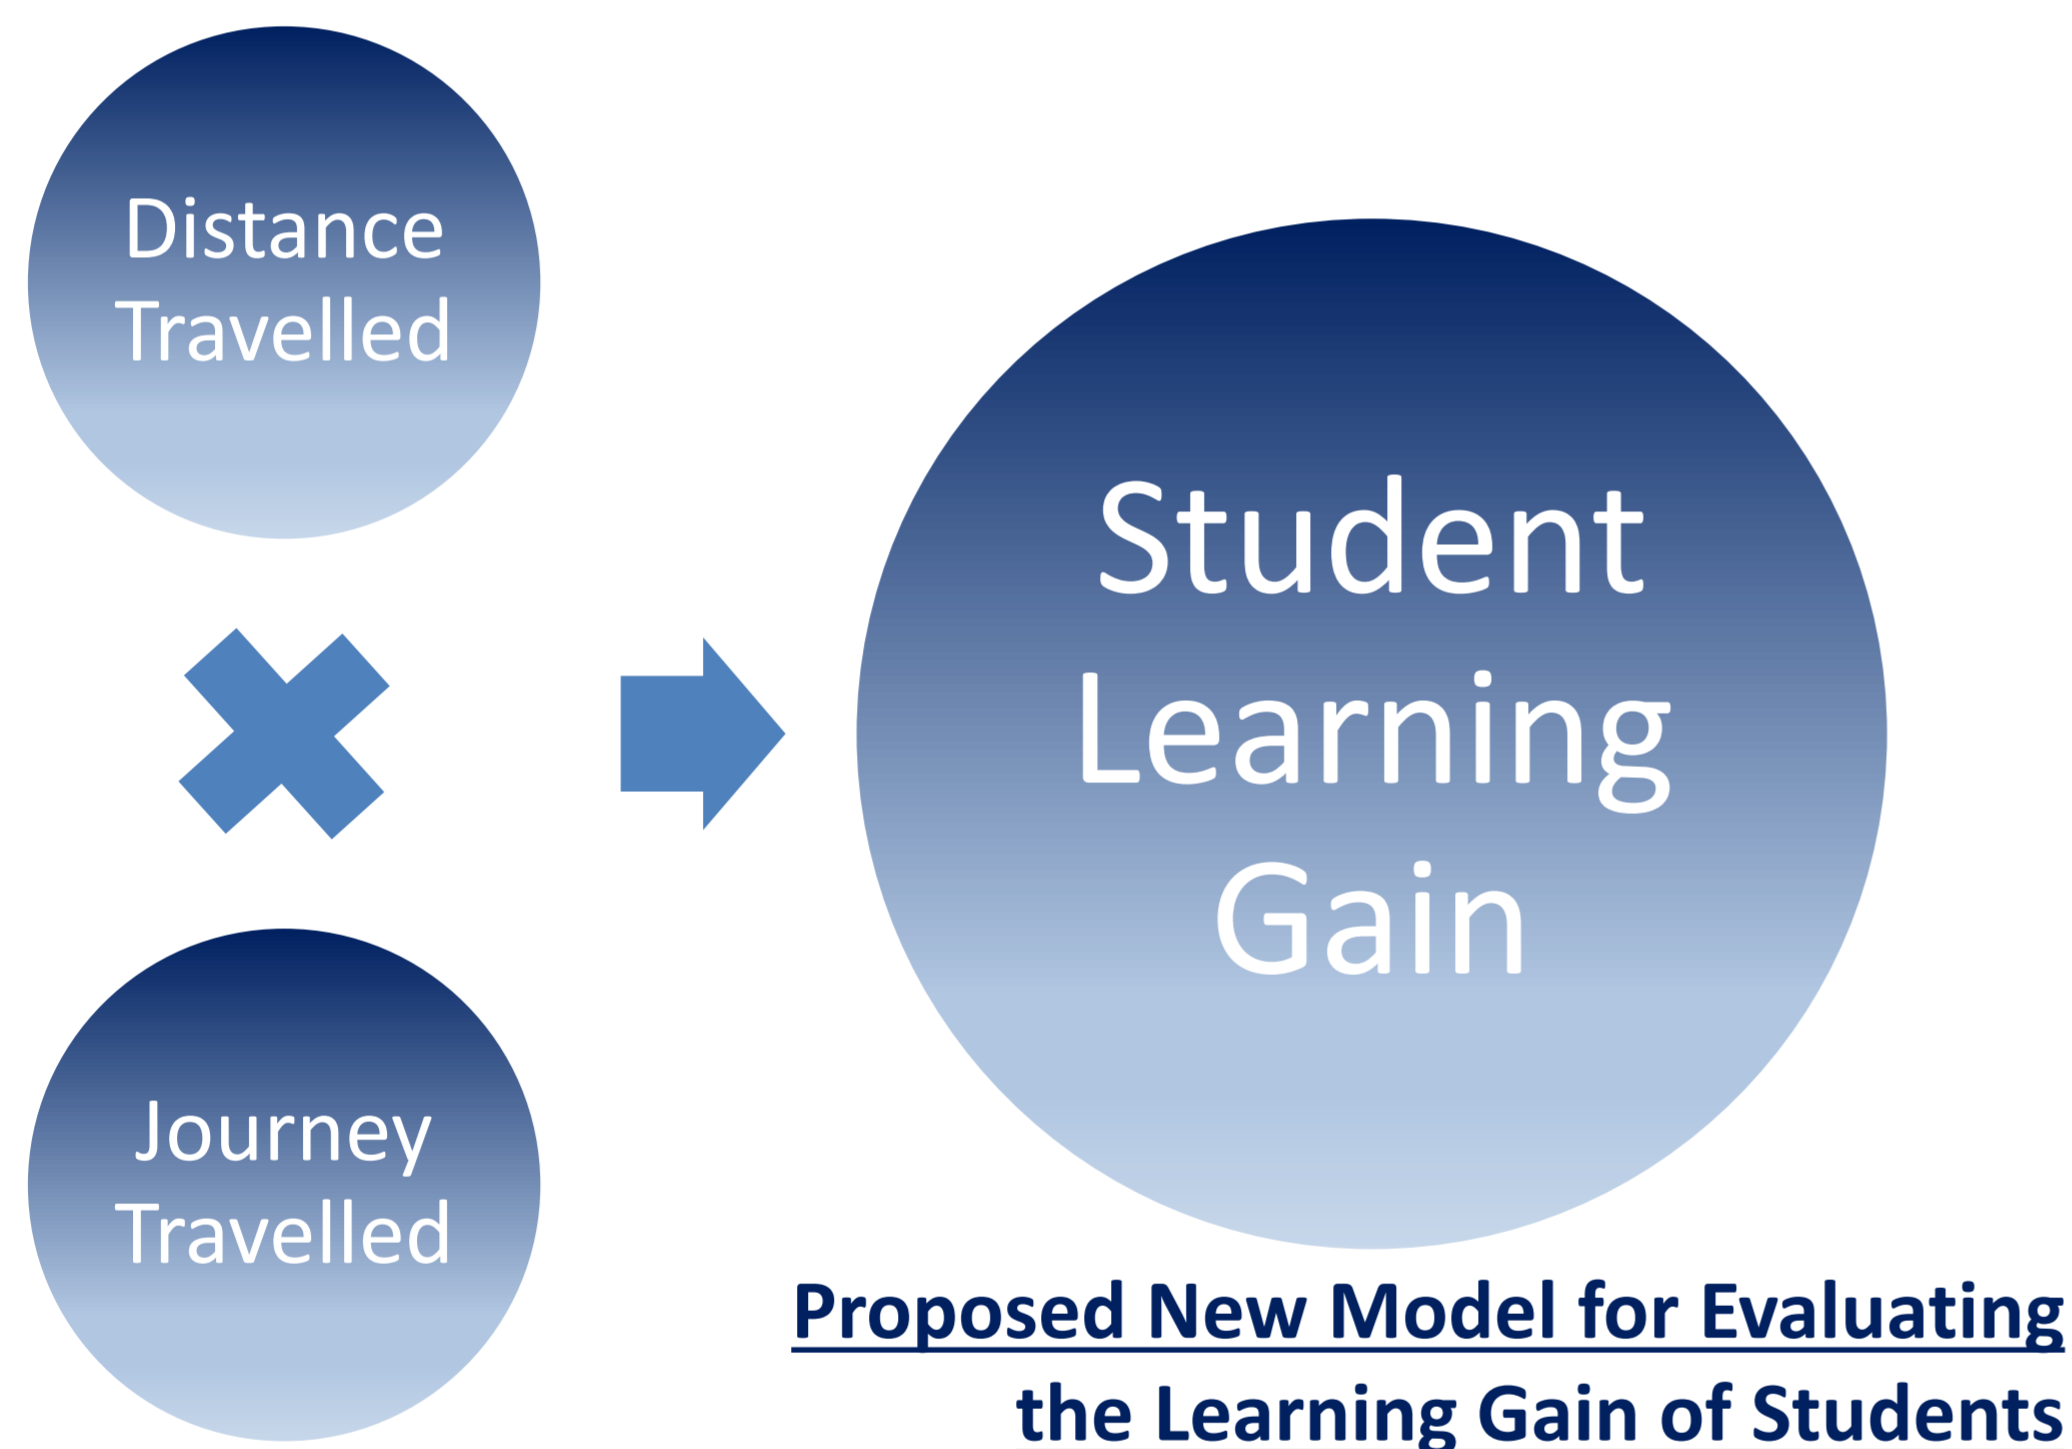 Distance
Travelled
Journey
Travelled
Student
Learning
Gain
Proposed New Model for Evaluating
the Learning Gain of Students